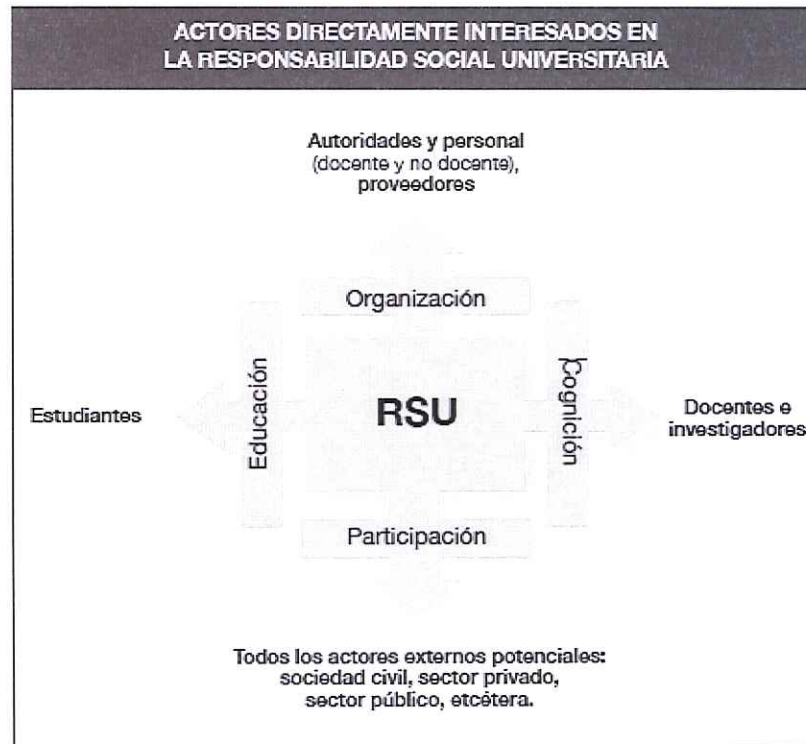 ACTORES DIRECTAMENTE INTERESADOS EN
LA RESPONSABILIDAD SOCIAL UNIVERSITARIA
Autoridades y personal
(docente y no docente),
proveedores
Organización
Educación
RSU
Cognición
Estudiantes
Docentes e
investigadores
Participación
Todos los actores externos potenciales:
sociedad civil, sector privado,
sector público, etcétera.